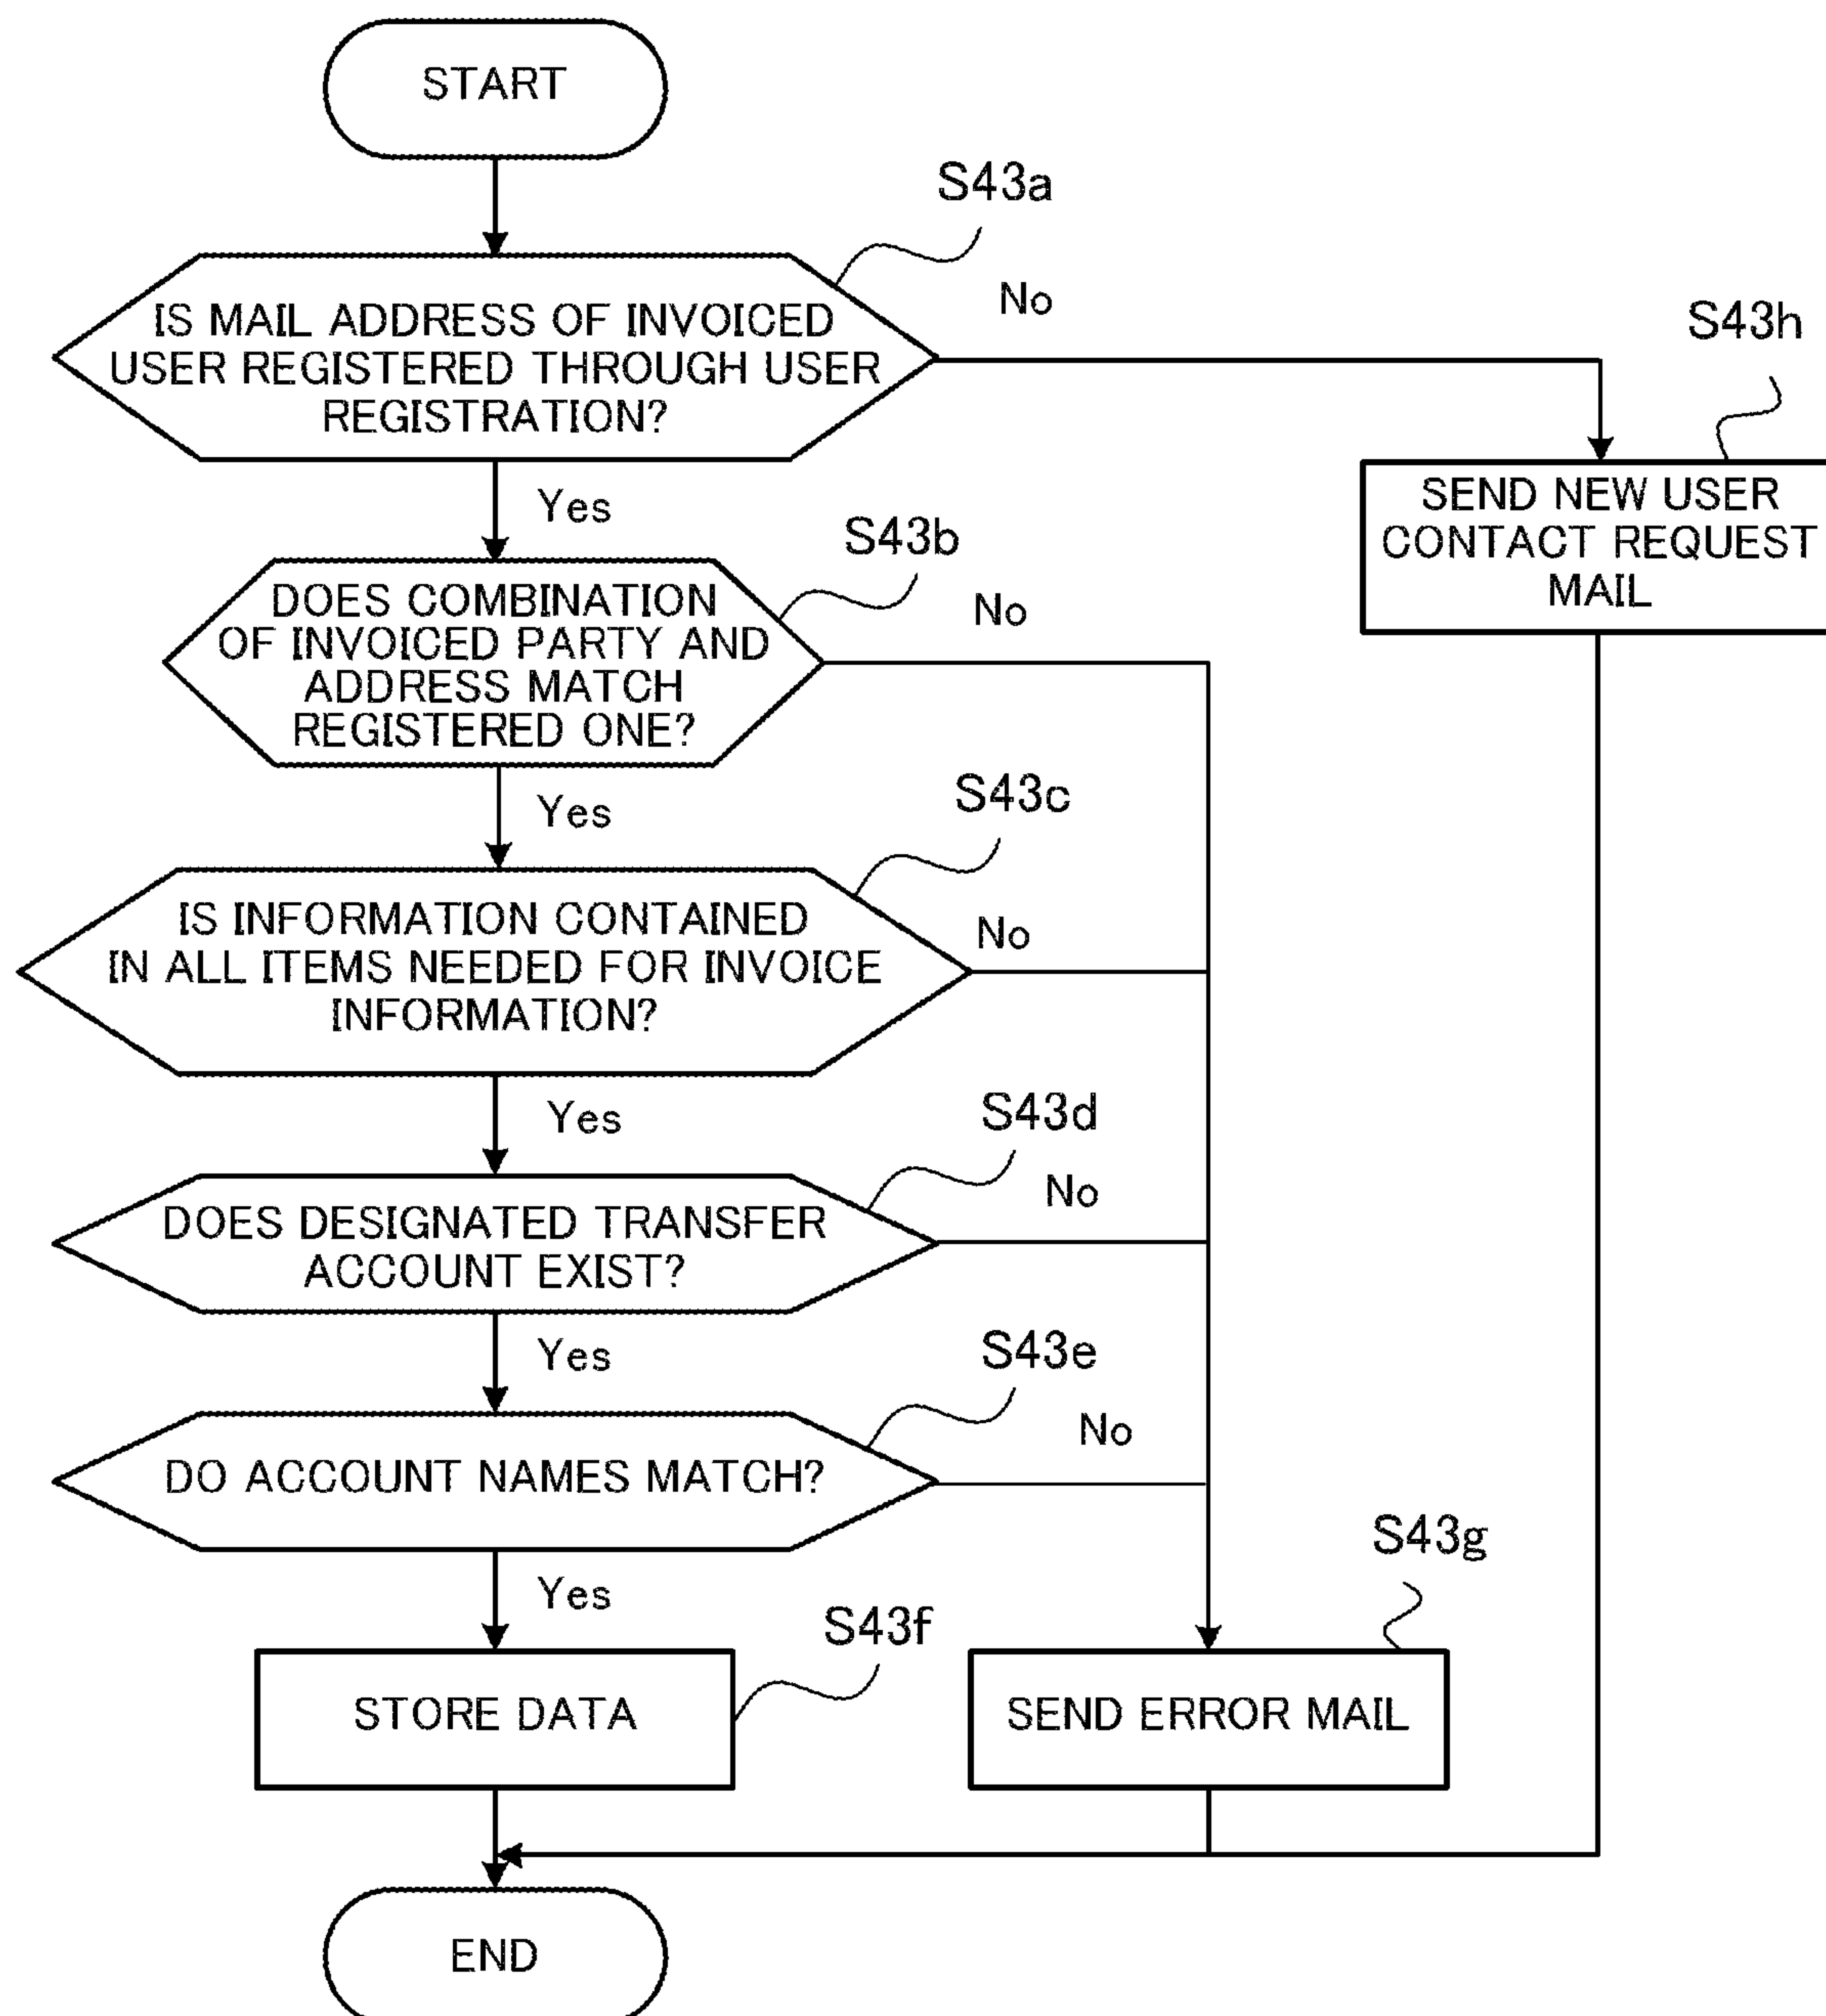 START
S43a
IS MAIL ADDRESS OF INVOICED
USER REGISTERED THROUGH USER
REGISTRATION?
No
S43h
SEND NEW USER
CONTACT REQUEST
MAIL
Yes
S43b
DOES COMBINATION
OF INVOICED PARTY AND
ADDRESS MATCH
REGISTERED ONE?
No
Yes
S43c
IS INFORMATION CONTAINED
IN ALL ITEMS NEEDED FOR INVOICE
INFORMATION?
No
Yes
S43d
DOES DESIGNATED TRANSFER
ACCOUNT EXIST?
No
Yes
S43e
DO ACCOUNT NAMES MATCH?
No
Yes
S43f
STORE DATA
S43g
SEND ERROR MAIL
END